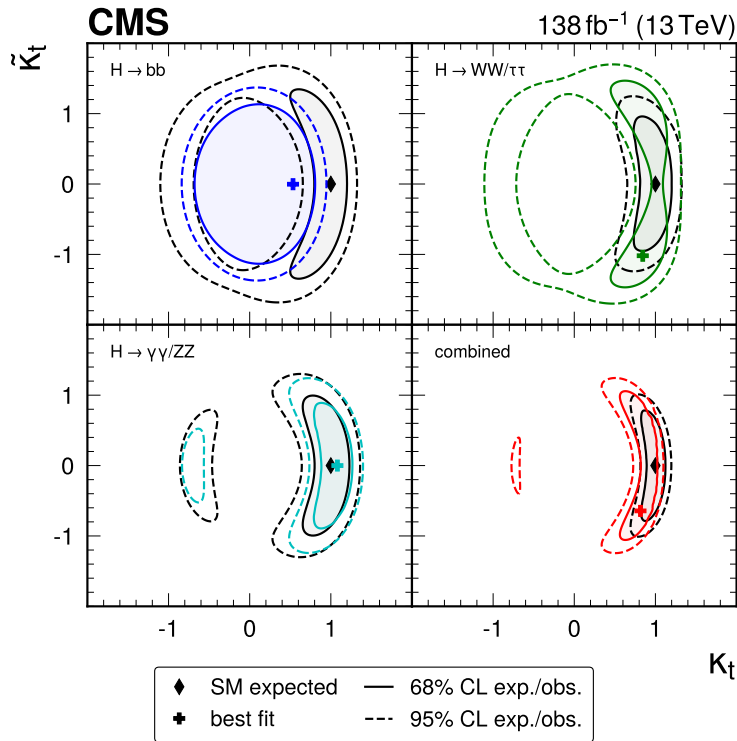 CMS 138 fb⁻¹ (13 TeV)
κ̃t
H → bb
H → WW/ττ
1
0
-1
H → γγ/ZZ
combined
1
0
-1
-1 0 1 -1 0 1
κt
SM expected 68% CL exp./obs.
best fit 95% CL exp./obs.